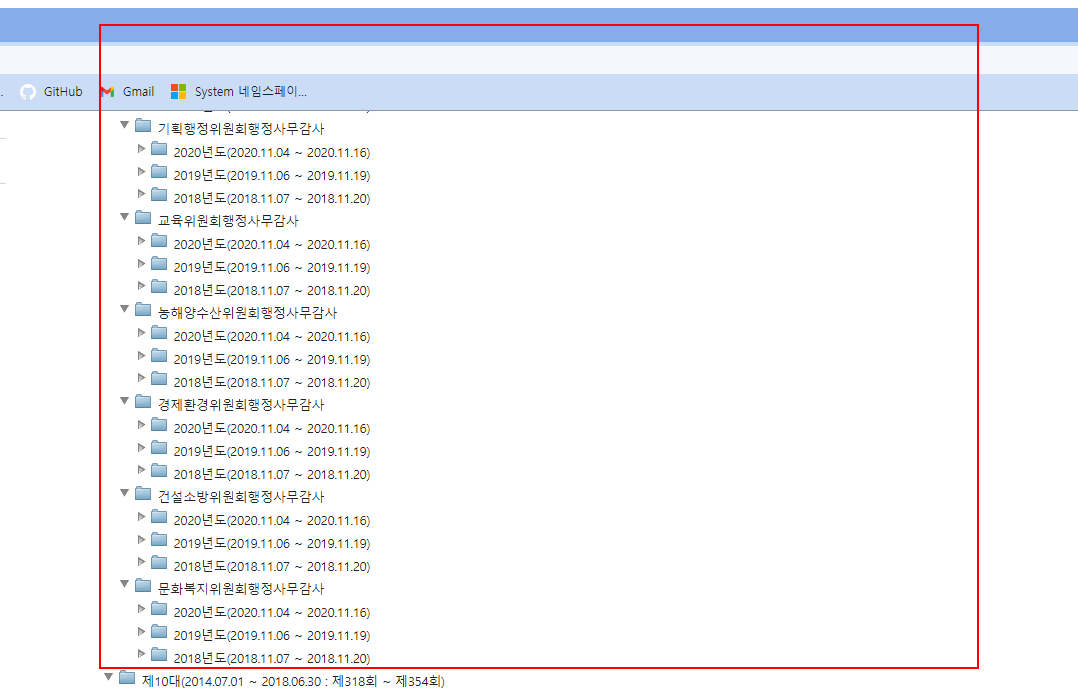 GitHub Gmail System 네임스페이...
기획행정위원회행정사무감사
2020년도(2020.11.04 ~ 2020.11.16)
2019년도(2019.11.06 ~ 2019.11.19)
2018년도(2018.11.07 ~ 2018.11.20)
교육위원회행정사무감사
2020년도(2020.11.04 ~ 2020.11.16)
2019년도(2019.11.06 ~ 2019.11.19)
2018년도(2018.11.07 ~ 2018.11.20)
농해양수산위원회행정사무감사
2020년도(2020.11.04 ~ 2020.11.16)
2019년도(2019.11.06 ~ 2019.11.19)
2018년도(2018.11.07 ~ 2018.11.20)
경제환경위원회행정사무감사
2020년도(2020.11.04 ~ 2020.11.16)
2019년도(2019.11.06 ~ 2019.11.19)
2018년도(2018.11.07 ~ 2018.11.20)
건설소방위원회행정사무감사
2020년도(2020.11.04 ~ 2020.11.16)
2019년도(2019.11.06 ~ 2019.11.19)
2018년도(2018.11.07 ~ 2018.11.20)
문화복지위원회행정사무감사
2020년도(2020.11.04 ~ 2020.11.16)
2019년도(2019.11.06 ~ 2019.11.19)
2018년도(2018.11.07 ~ 2018.11.20)
제10대(2014.07.01 ~ 2018.06.30 : 제318회 ~ 제354회)